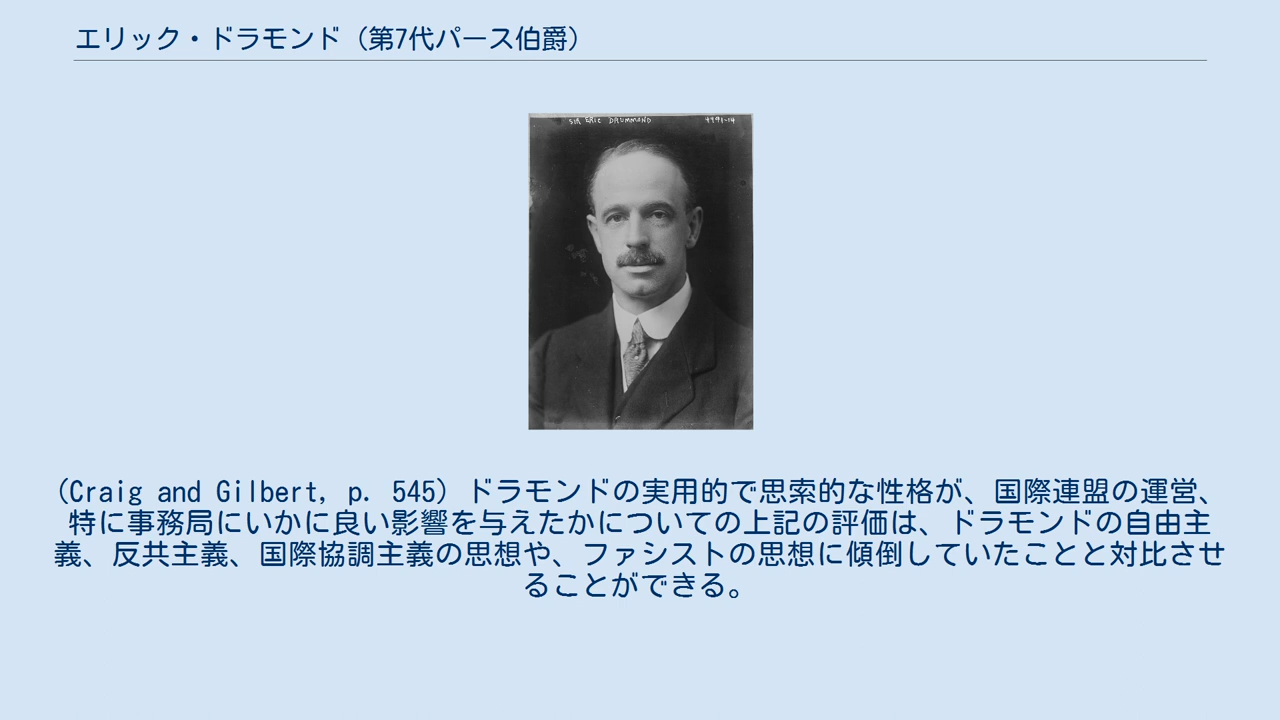 エリック・ドラモンド（第7代パース伯爵）
SIR ERIC DRUMMOND 4491-14
（Craig and Gilbert, p. 545）ドラモンドの実用的で思索的な性格が、国際連盟の運営、
特に事務局にいかに良い影響を与えたかについての上記の評価は、ドラモンドの自由主
義、反共主義、国際協調主義の思想や、ファシストの思想に傾倒していたことと対比させ
ることができる。